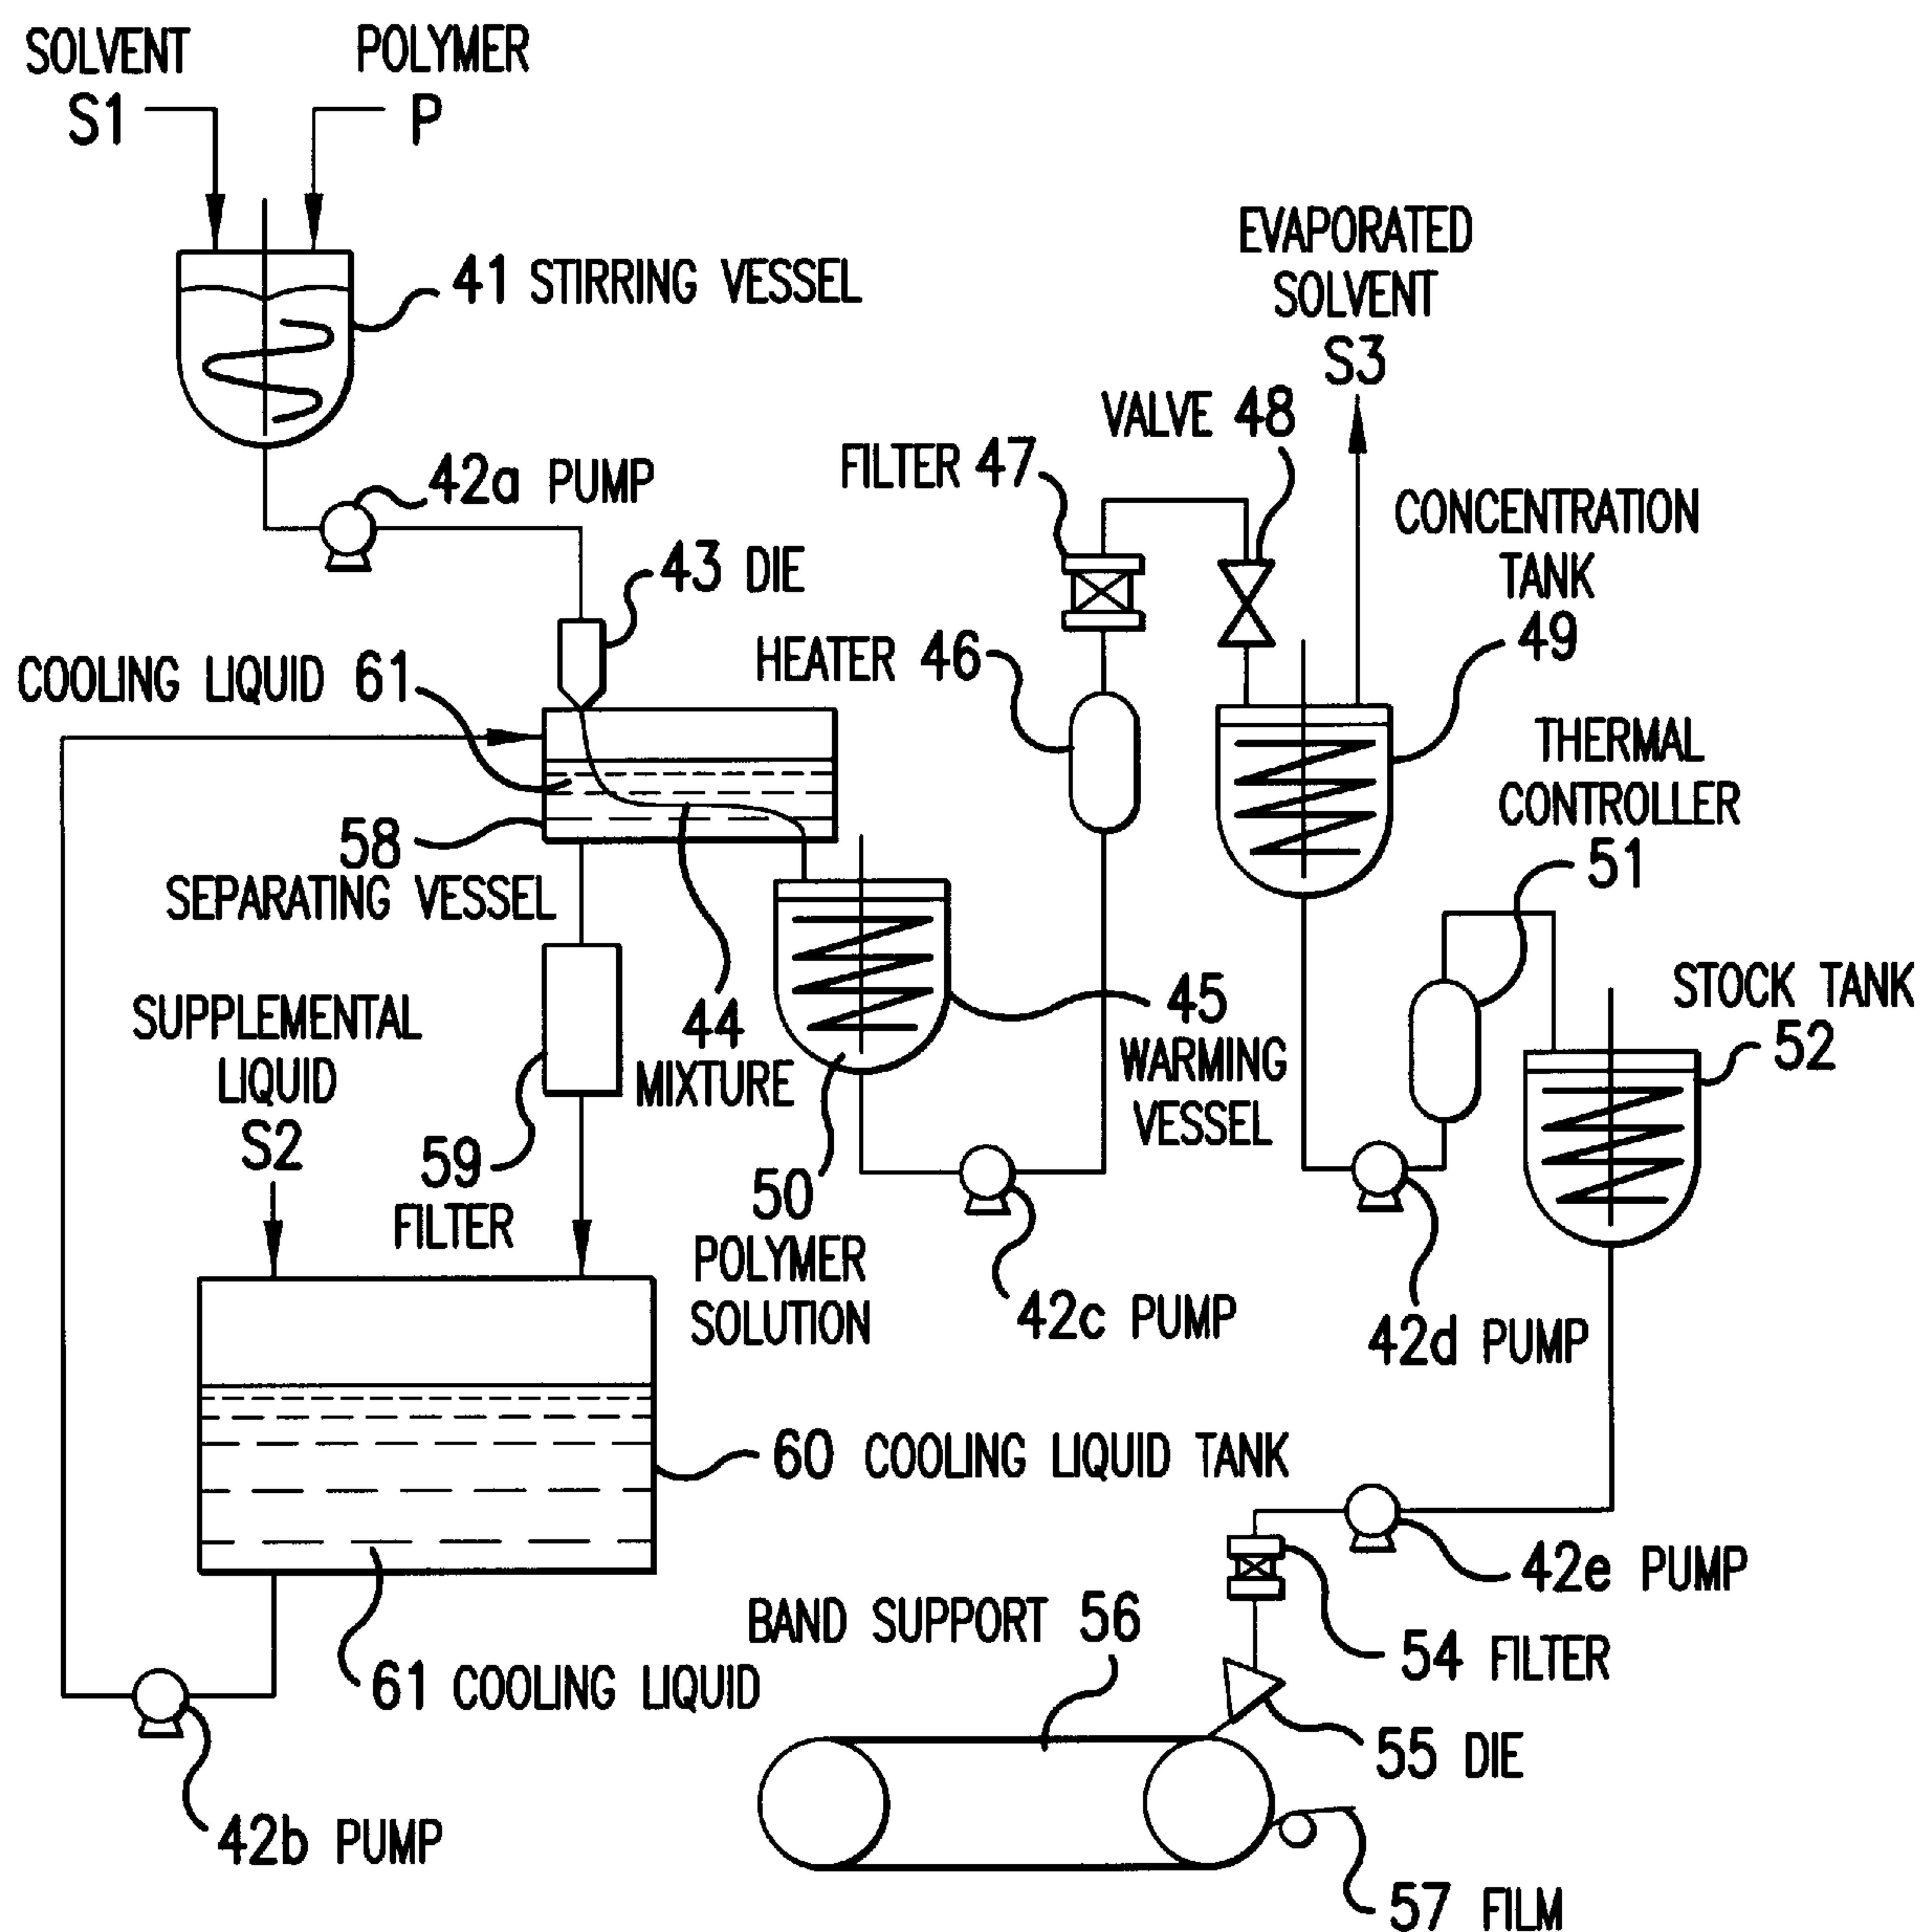 SOLVENT
S1
POLYMER
P
41 STIRRING VESSEL
42a PUMP
43 DIE
COOLING LIQUID 61
58
SEPARATING VESSEL
44
MIXTURE
SUPPLEMENTAL
LIQUID
S2
59
FILTER
50
POLYMER
SOLUTION
45
WARMING
VESSEL
42c PUMP
HEATER 46
FILTER 47
VALVE 48
EVAPORATED
SOLVENT
S3
CONCENTRATION
TANK
49
THERMAL
CONTROLLER
51
STOCK TANK
52
42d PUMP
60 COOLING LIQUID TANK
61 COOLING LIQUID
42b PUMP
42e PUMP
54 FILTER
55 DIE
BAND SUPPORT 56
57 FILM